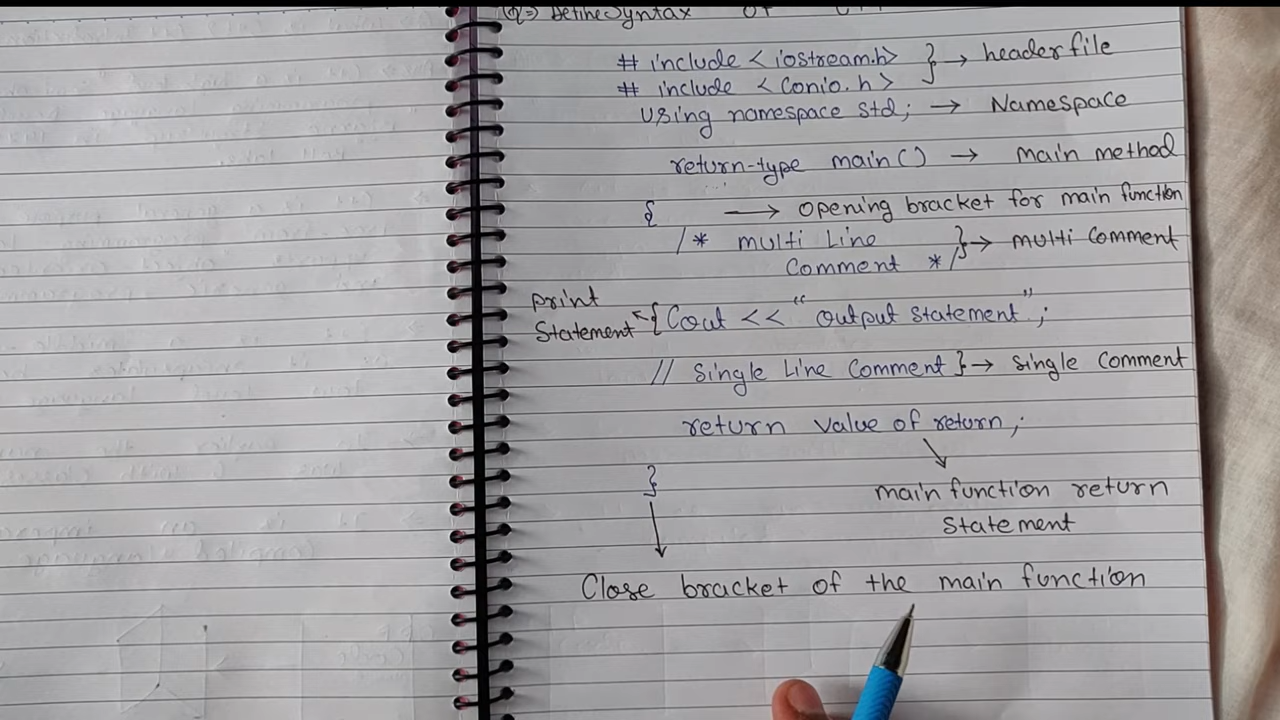 Q⇒ Define Syntax of
# include <iostream.h> } → header file
# include <conio.h>
Using namespace std; → Namespace
return-type main() → main method
{ → opening bracket for main function
/* multi Line } → multi comment
Comment */
print
Statement ← { Cout << "output statement";
// Single Line Comment } → single comment
return value of return;
}
main function return
Statement
Close bracket of the main function